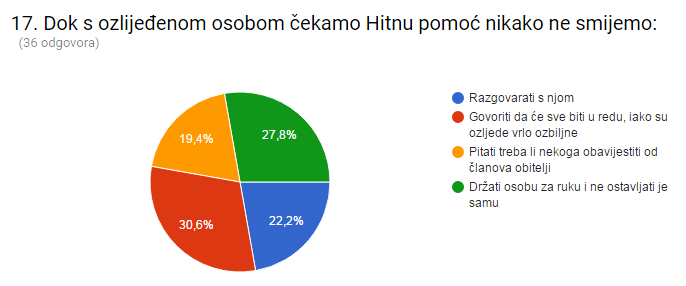 17. Dok s ozlijeđenom osobom čekamo Hitnu pomoć nikako ne smijemo:
(36 odgovora)
27,8%
19,4%
30,6%
22,2%
Razgovarati s njom
Govoriti da će sve biti u redu, iako su
ozljede vrlo ozbiljne
Pitati treba li nekoga obavijestiti od
članova obitelji
Držati osobu za ruku i ne ostavljati je
samu